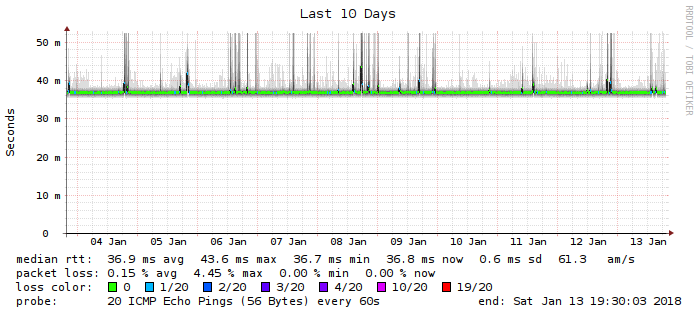 Last 10 Days
RRDTOOL / TOBI OETIKER
Seconds
50 m
40 m
30 m
20 m
10 m
0
04 Jan 05 Jan 06 Jan 07 Jan 08 Jan 09 Jan 10 Jan 11 Jan 12 Jan 13 Jan
median rtt: 36.9 ms avg 43.6 ms max 36.7 ms min 36.8 ms now 0.6 ms sd 61.3 am/s
packet loss: 0.15 % avg 4.45 % max 0.00 % min 0.00 % now
loss color: 0 1/20 2/20 3/20 4/20 10/20 19/20
probe: 20 ICMP Echo Pings (56 Bytes) every 60s end: Sat Jan 13 19:30:03 2018